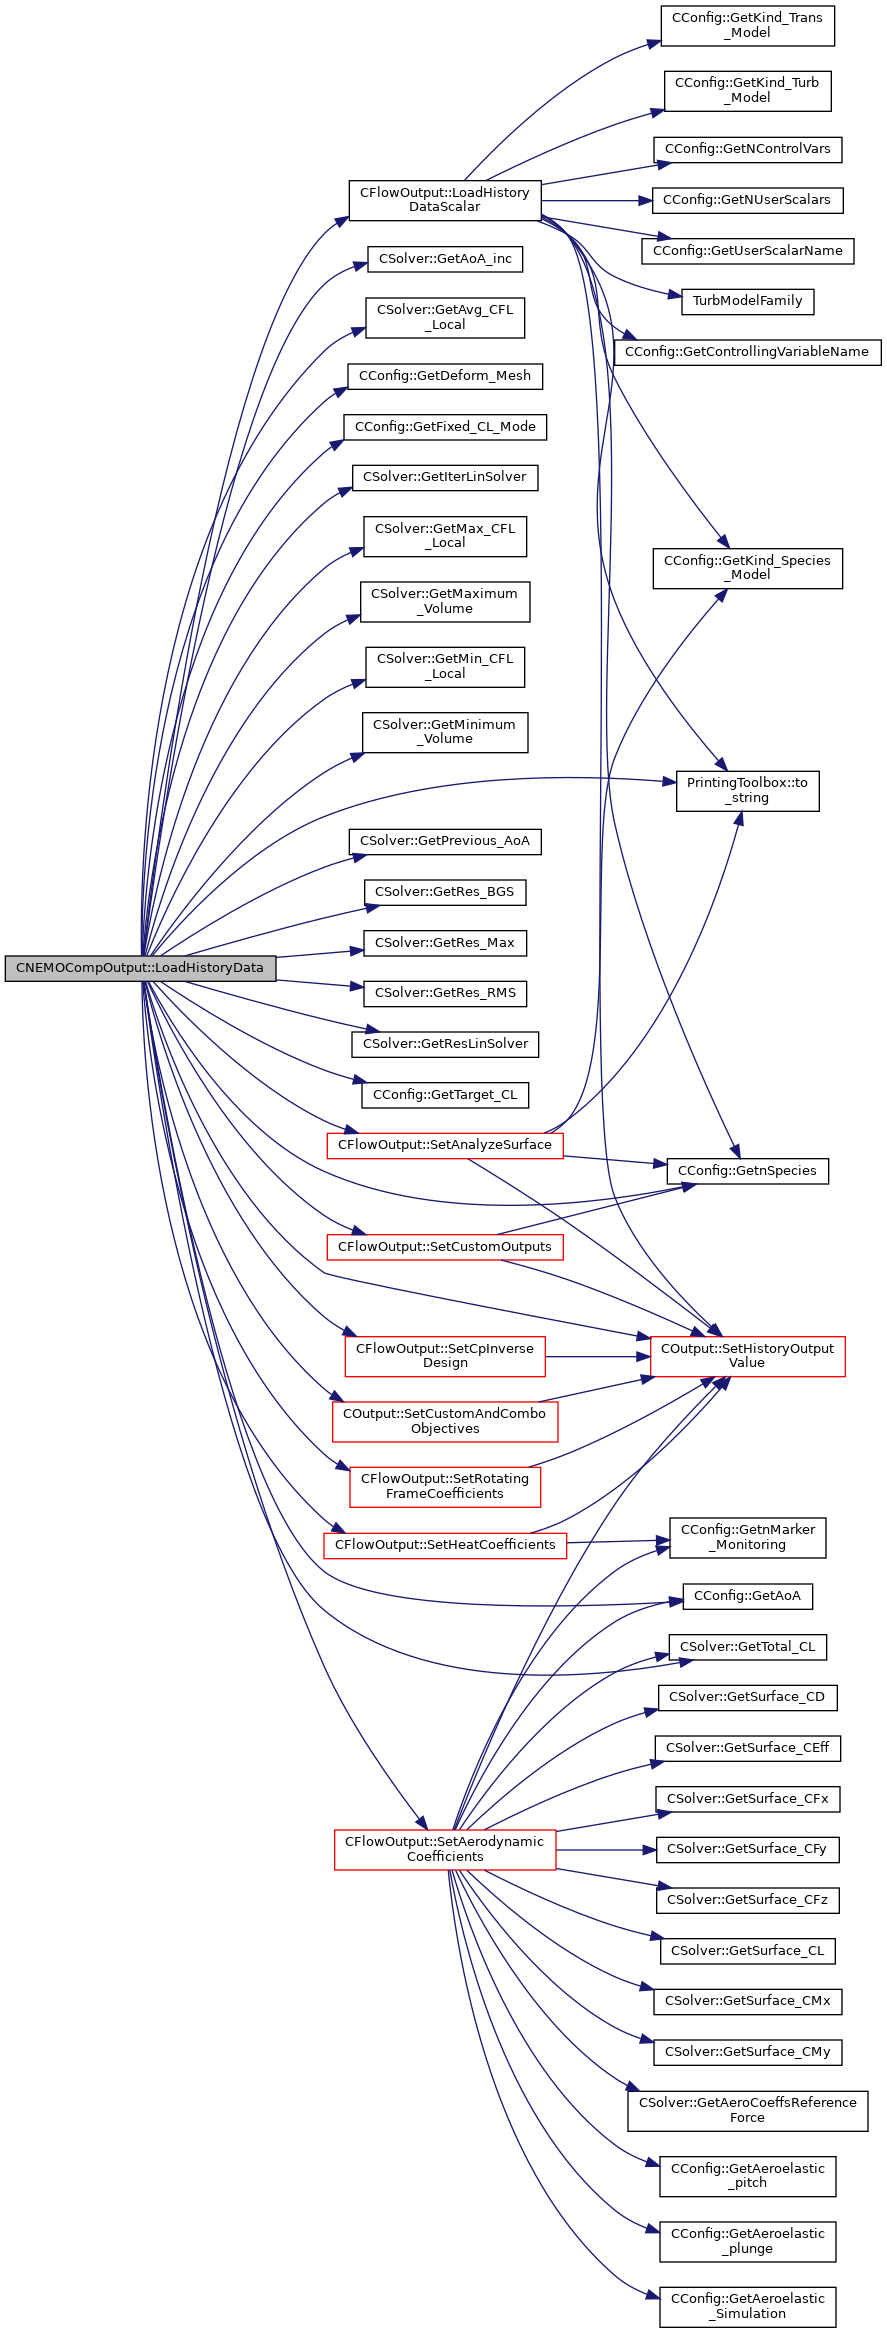 CConfig::GetKind_Trans
_Model
CConfig::GetKind_Turb
_Model
CConfig::GetNControlVars
CFlowOutput::LoadHistory
DataScalar
CConfig::GetNUserScalars
CConfig::GetUserScalarName
CSolver::GetAoA_inc
TurbModelFamily
CSolver::GetAvg_CFL
_Local
CConfig::GetControllingVariableName
CConfig::GetDeform_Mesh
CConfig::GetFixed_CL_Mode
CSolver::GetIterLinSolver
CSolver::GetMax_CFL
_Local
CConfig::GetKind_Species
_Model
CSolver::GetMaximum
_Volume
CSolver::GetMin_CFL
_Local
CSolver::GetMinimum
_Volume
PrintingToolbox::to
_string
CSolver::GetPrevious_AoA
CSolver::GetRes_BGS
CSolver::GetRes_Max
CNEMOCompOutput::LoadHistoryData
CSolver::GetRes_RMS
CSolver::GetResLinSolver
CConfig::GetTarget_CL
CFlowOutput::SetAnalyzeSurface
CConfig::GetnSpecies
CFlowOutput::SetCustomOutputs
CFlowOutput::SetCpInverse
Design
COutput::SetHistoryOutput
Value
COutput::SetCustomAndCombo
Objectives
CFlowOutput::SetRotating
FrameCoefficients
CFlowOutput::SetHeatCoefficients
CConfig::GetnMarker
_Monitoring
CConfig::GetAoA
CSolver::GetTotal_CL
CSolver::GetSurface_CD
CSolver::GetSurface_CEff
CSolver::GetSurface_CFx
CFlowOutput::SetAerodynamic
Coefficients
CSolver::GetSurface_CFy
CSolver::GetSurface_CFz
CSolver::GetSurface_CL
CSolver::GetSurface_CMx
CSolver::GetSurface_CMy
CSolver::GetAeroCoeffsReference
Force
CConfig::GetAeroelastic
_pitch
CConfig::GetAeroelastic
_plunge
CConfig::GetAeroelastic
_Simulation